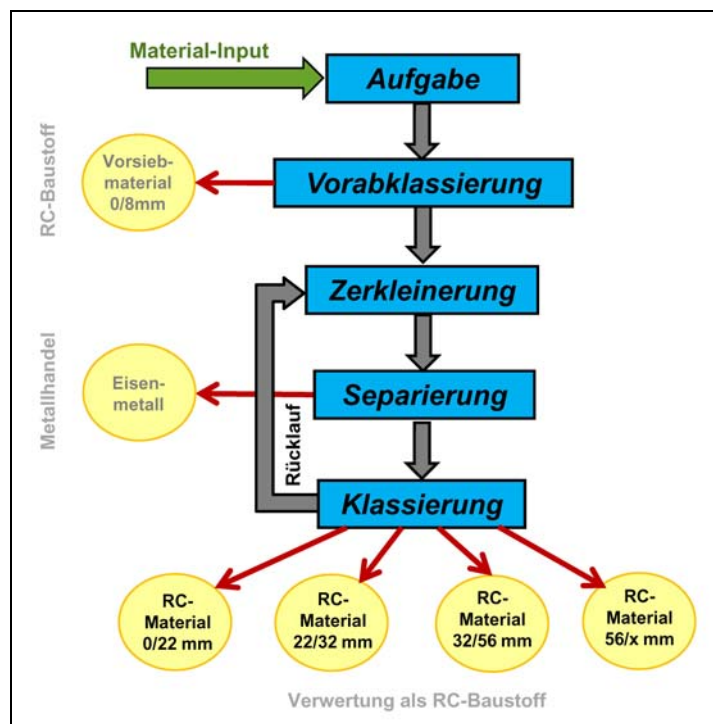 Material-Input
Aufgabe
RC-Baustoff
Vorsieb-
material
0/8mm
Vorabklassierung
Zerkleinerung
Metallhandel
Eisen-
metall
Separierung
Rücklauf
Klassierung
RC-
Material
0/22 mm
RC-
Material
22/32 mm
RC-
Material
32/56 mm
RC-
Material
56/x mm
Verwertung als RC-Baustoff